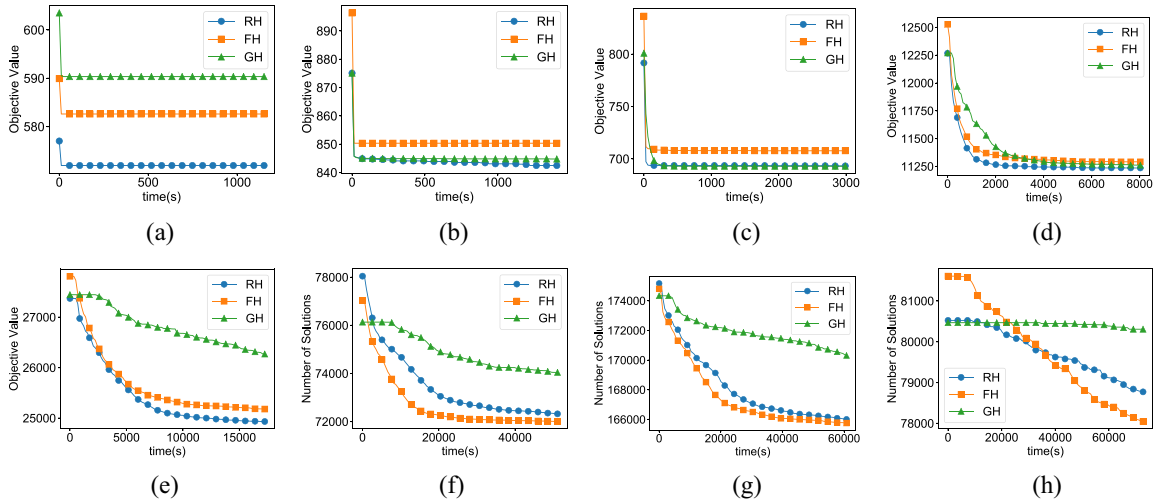 RH
FH
GH
600
590
580
Objective Value
0
500
1000
time(s)
(a)
RH
FH
GH
890
880
870
860
850
840
Objective Value
0
500
1000
time(s)
(b)
RH
FH
GH
800
750
700
Objective Value
0
1000
2000
3000
time(s)
(c)
RH
FH
GH
12500
12250
12000
11750
11500
11250
Objective Value
0
2000
4000
6000
8000
time(s)
(d)
RH
FH
GH
27000
26000
25000
Objective Value
0
5000
10000
15000
time(s)
(e)
RH
FH
GH
78000
76000
74000
72000
Number of Solutions
0
20000
40000
time(s)
(f)
RH
FH
GH
174000
172000
170000
168000
166000
Number of Solutions
0
10000
20000
30000
40000
50000
60000
time(s)
(g)
RH
FH
GH
81000
80000
79000
78000
Number of Solutions
0
20000
40000
60000
time(s)
(h)